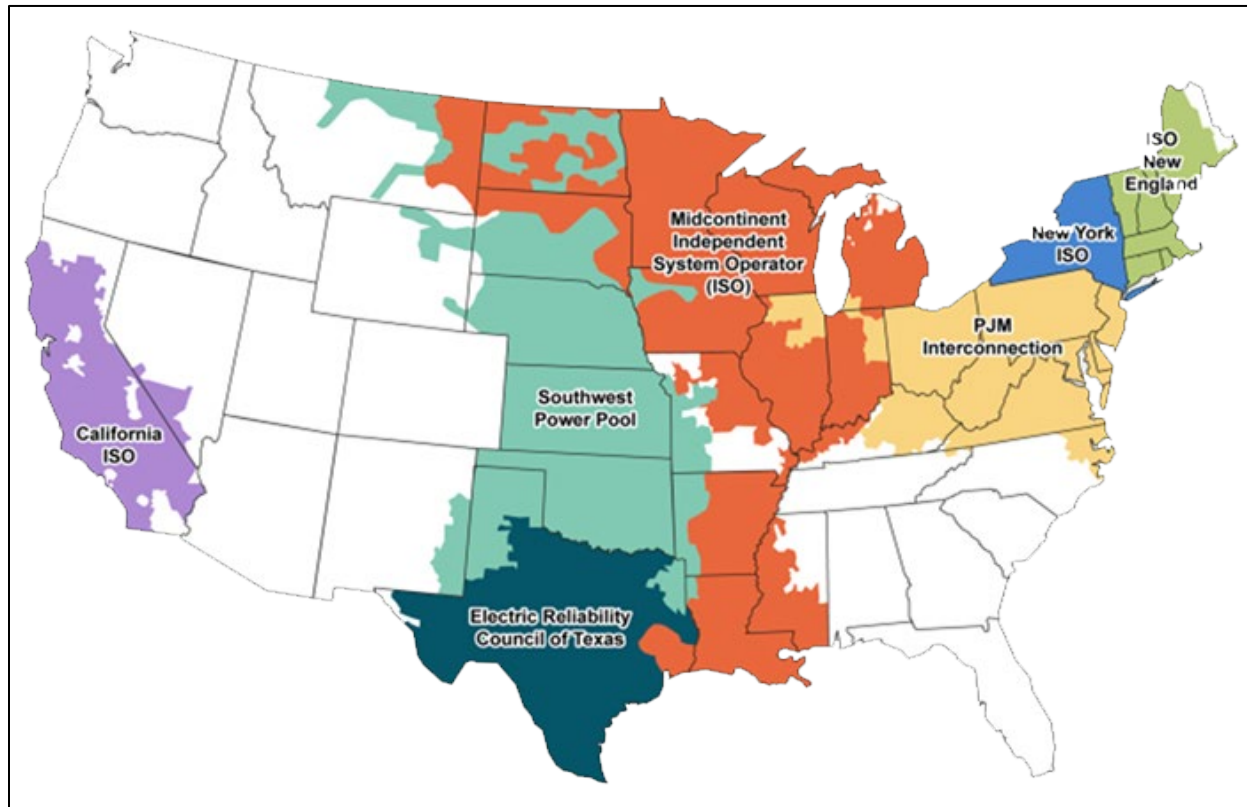 ISO
New
England
New York
ISO
Midcontinent
Independent
System Operator
(ISO)
PJM
Interconnection
Southwest
Power Pool
California
ISO
Electric Reliability
Council of Texas